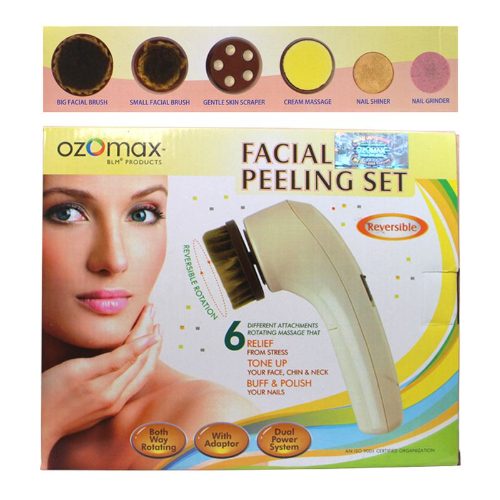 BIG FACIAL BRUSH
SMALL FACIAL BRUSH
GENTLE SKIN SCRAPER
CREAM MASSAGE
NAIL SHINER
NAIL GRINDER
OZOMAX™
BLM® PRODUCTS
FACIAL
PEELING SET
OZOMAX
Reversible
REVERSIBLE ROTATION
6 DIFFERENT ATTACHMENTS
ROTATING MASSAGE THAT
RELIEF
FROM STRESS
TONE UP
YOUR FACE, CHIN & NECK
BUFF & POLISH
YOUR NAILS
Both
Way
Rotating
With
Adaptor
Dual
Power
System
AN ISO 9001 CERTIFIED ORGANIZATION